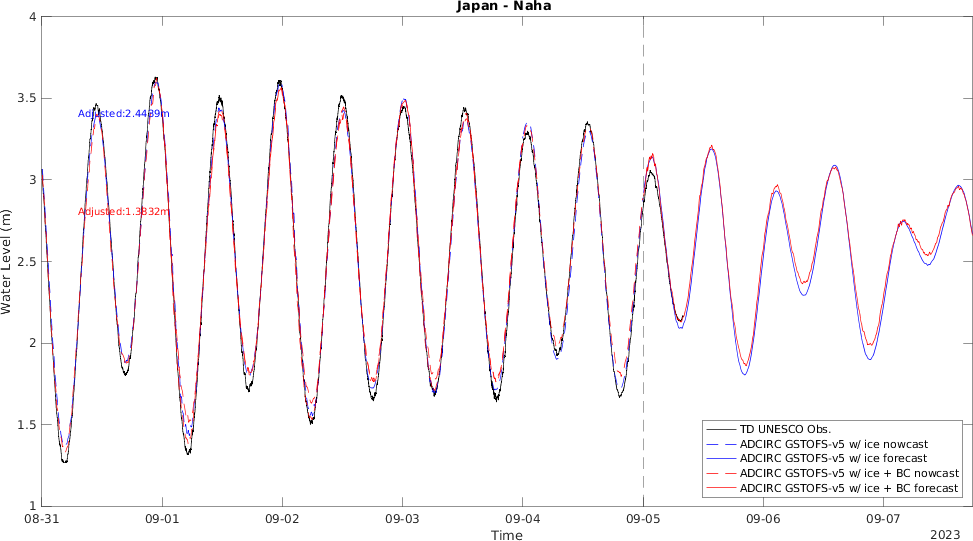 Japan - Naha
4
3.5
3
2.5
2
1.5
1
Water Level (m)
Adjusted:2.4489m
Adjusted:1.3832m
TD UNESCO Obs.
ADCIRC GSTOFS-v5 w/ ice nowcast
ADCIRC GSTOFS-v5 w/ ice forecast
ADCIRC GSTOFS-v5 w/ ice + BC nowcast
ADCIRC GSTOFS-v5 w/ ice + BC forecast
08-31 09-01 09-02 09-03 09-04 09-05 09-06 09-07
Time
2023